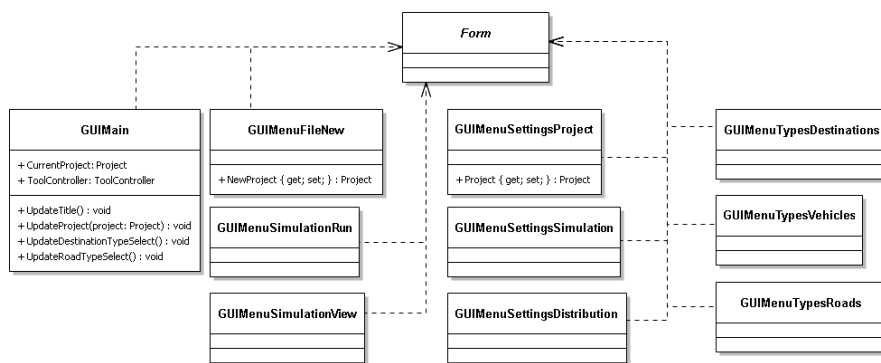 Form
GUIMain
+ CurrentProject: Project
+ ToolController: ToolController
+ UpdateTitle() : void
+ UpdateProject(project: Project) : void
+ UpdateDestinationTypeSelect() : void
+ UpdateRoadTypeSelect() : void
GUIMenuFileNew
+ NewProject { get; set; } : Project
GUIMenuSimulationRun
GUIMenuSimulationView
GUIMenuSettingsProject
+ Project { get; set; } : Project
GUIMenuSettingsSimulation
GUIMenuSettingsDistribution
GUIMenuTypesDestinations
GUIMenuTypesVehicles
GUIMenuTypesRoads